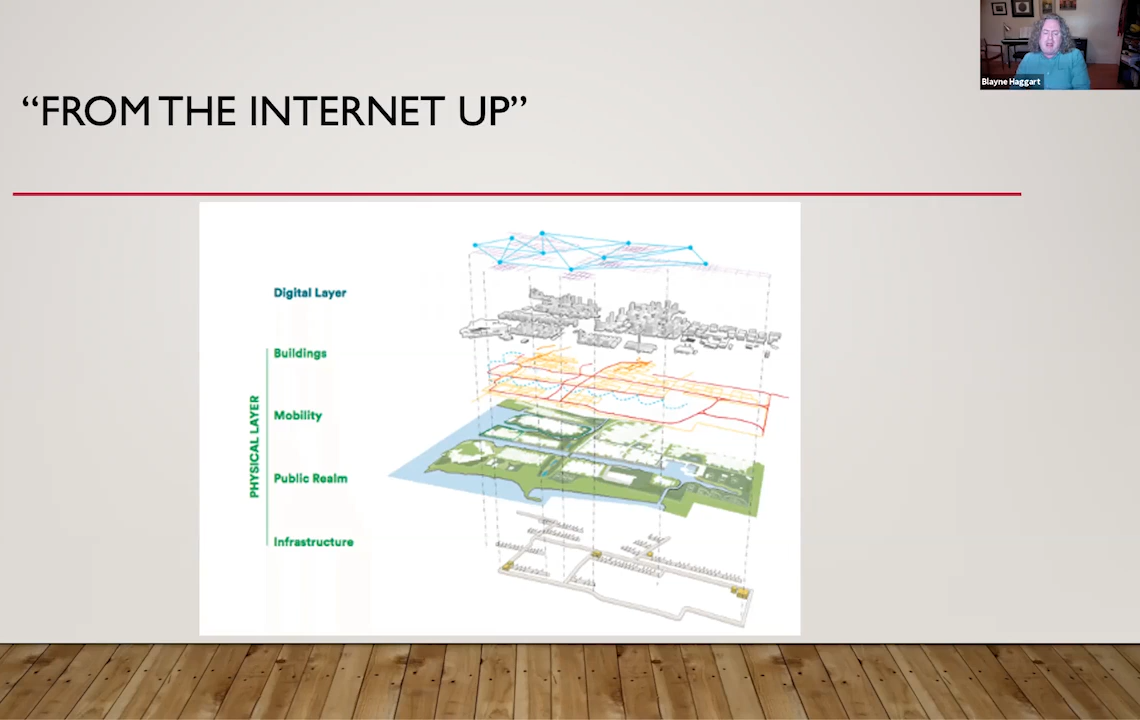 Blayne Haggart
“FROM THE INTERNET UP”
Digital Layer
PHYSICAL LAYER
Buildings
Mobility
Public Realm
Infrastructure